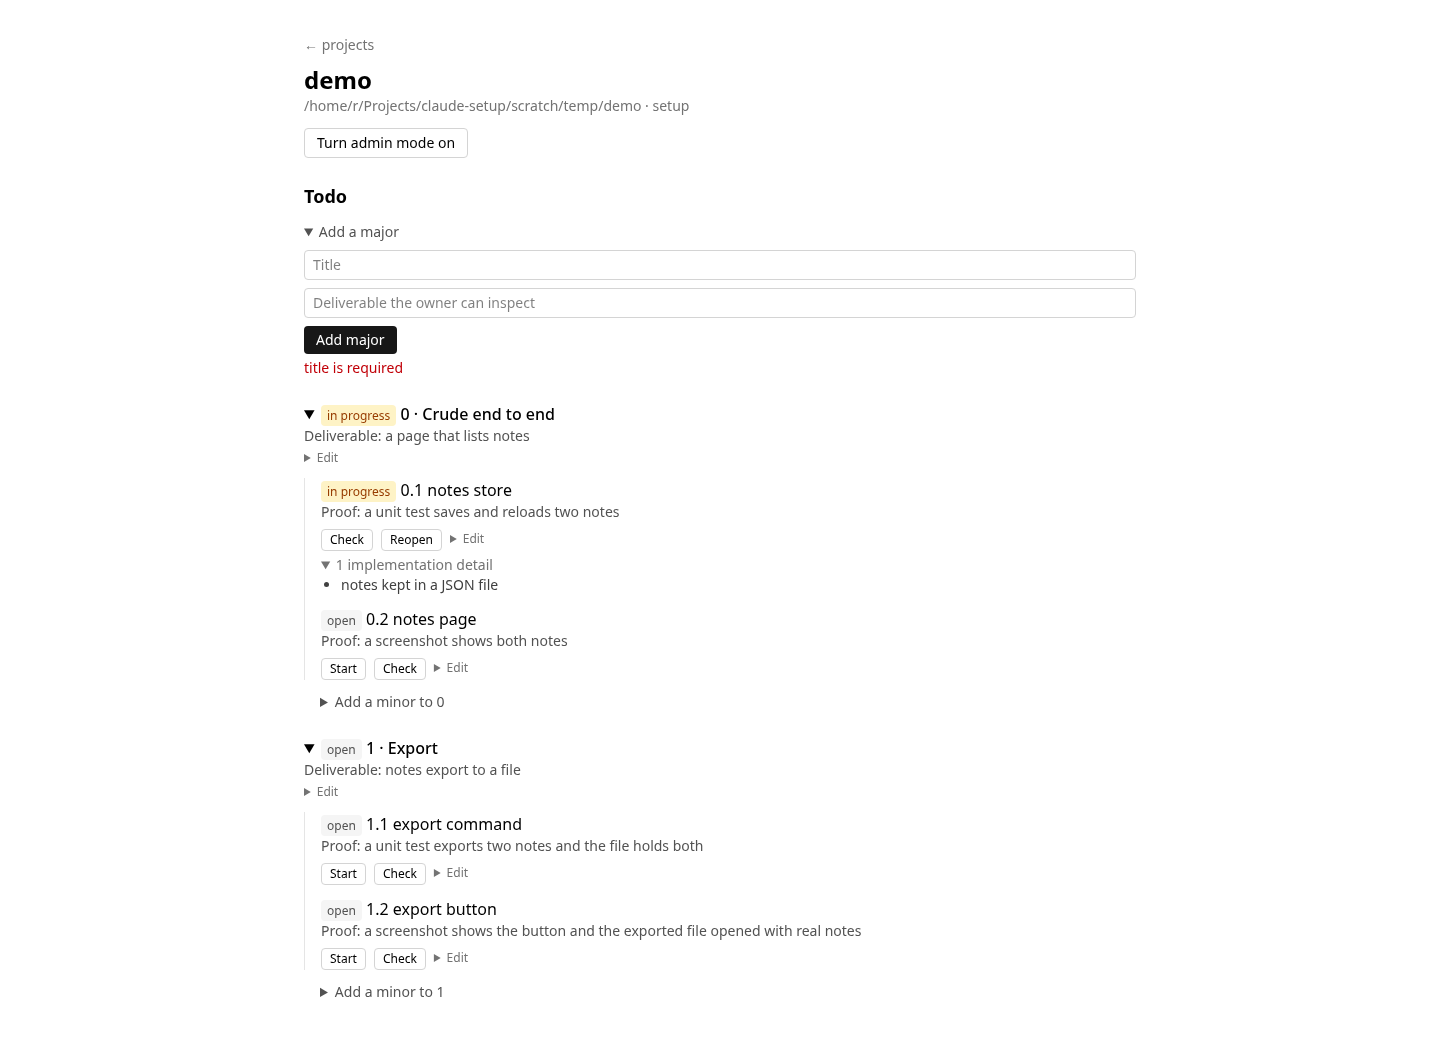 ← projects
demo
/home/r/Projects/claude-setup/scratch/temp/demo · setup
Turn admin mode on
Todo
▼ Add a major
Title
Deliverable the owner can inspect
Add major
title is required
▼ in progress 0 · Crude end to end
Deliverable: a page that lists notes
▶ Edit
in progress 0.1 notes store
Proof: a unit test saves and reloads two notes
Check Reopen ▶ Edit
▼ 1 implementation detail
• notes kept in a JSON file
open 0.2 notes page
Proof: a screenshot shows both notes
Start Check ▶ Edit
▶ Add a minor to 0
▼ open 1 · Export
Deliverable: notes export to a file
▶ Edit
open 1.1 export command
Proof: a unit test exports two notes and the file holds both
Start Check ▶ Edit
open 1.2 export button
Proof: a screenshot shows the button and the exported file opened with real notes
Start Check ▶ Edit
▶ Add a minor to 1